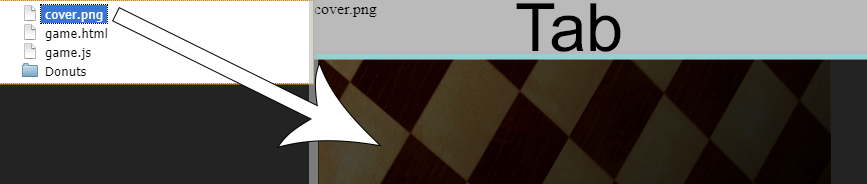 cover.png
game.html
game.js
Donuts
cover.png
Tab